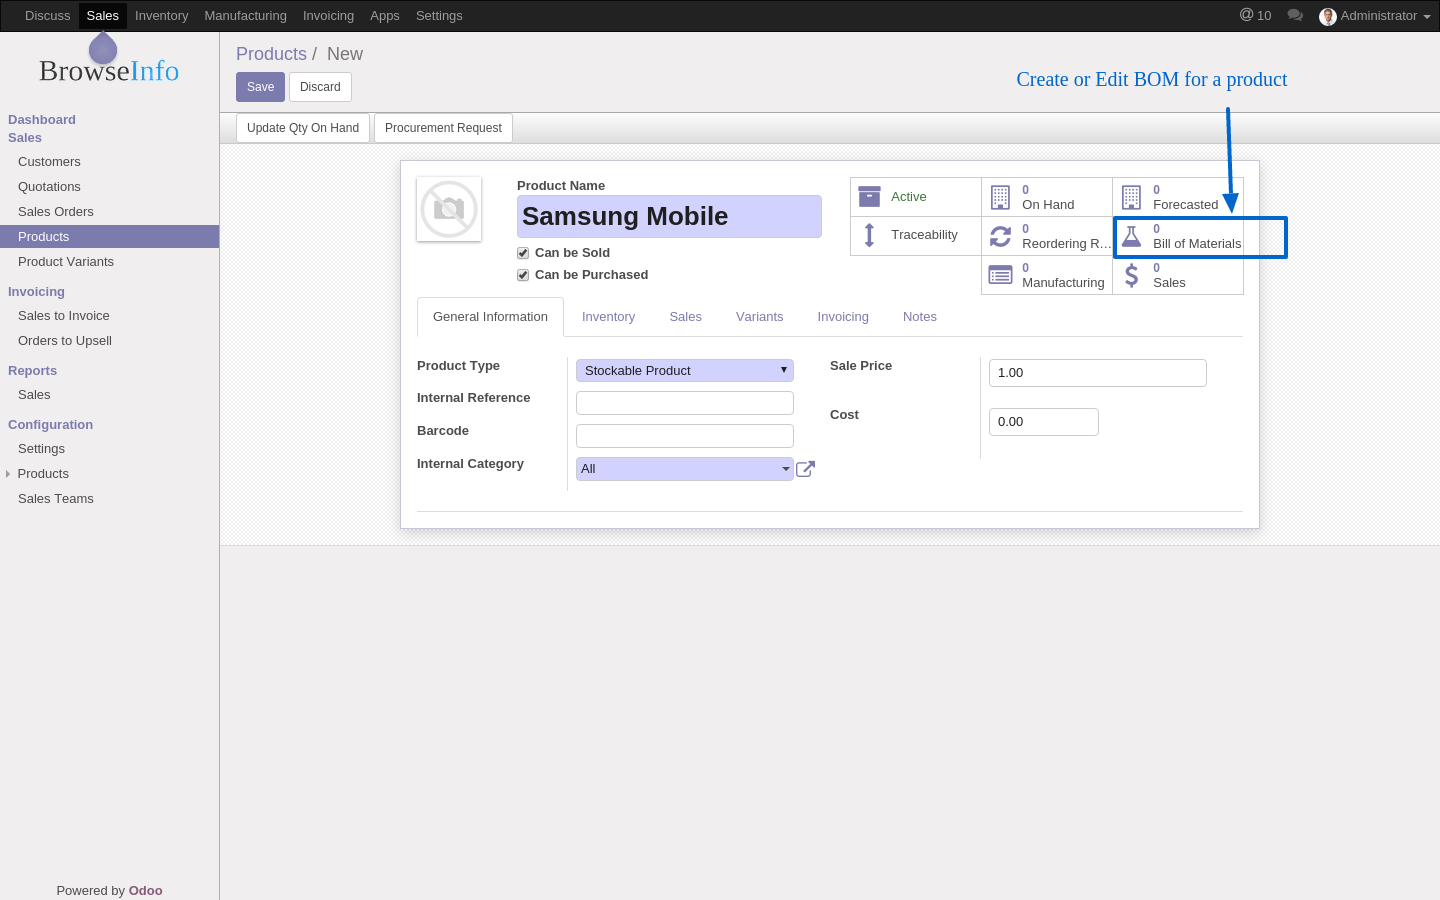 Discuss Sales Inventory Manufacturing Invoicing Apps Settings @ 10 Administrator
BrowseInfo
Products / New
Save Discard
Create or Edit BOM for a product
Update Qty On Hand Procurement Request
Dashboard
Sales
Customers
Quotations
Sales Orders
Products
Product Variants
Invoicing
Sales to Invoice
Orders to Upsell
Reports
Sales
Configuration
Settings
Products
Sales Teams
Powered by Odoo
Product Name
Samsung Mobile
Can be Sold
Can be Purchased
Active
0
On Hand
0
Forecasted
Traceability
0
Reordering R...
0
Bill of Materials
0
Manufacturing
0
Sales
General Information Inventory Sales Variants Invoicing Notes
Product Type Stockable Product
Internal Reference
Barcode
Internal Category All
Sale Price 1.00
Cost 0.00